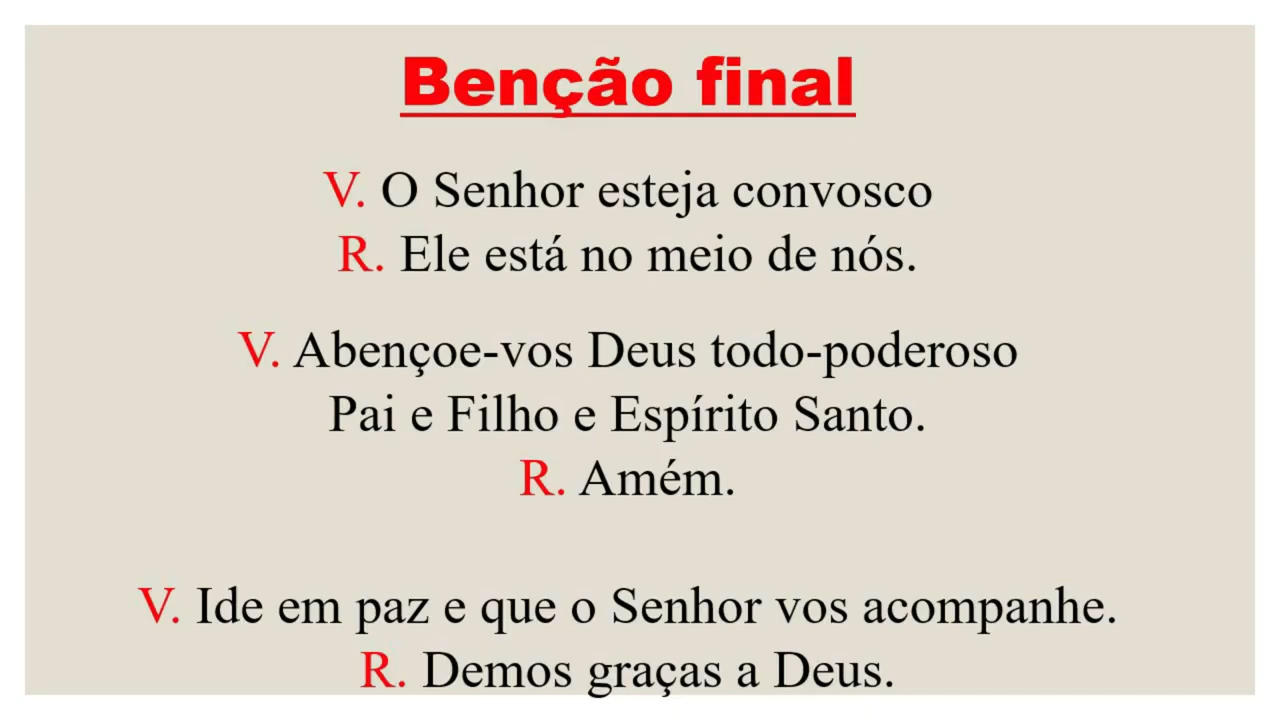 Benção final
V. O Senhor esteja convosco
R. Ele está no meio de nós.
V. Abençoe-vos Deus todo-poderoso
Pai e Filho e Espírito Santo.
R. Amém.
V. Ide em paz e que o Senhor vos acompanhe.
R. Demos graças a Deus.